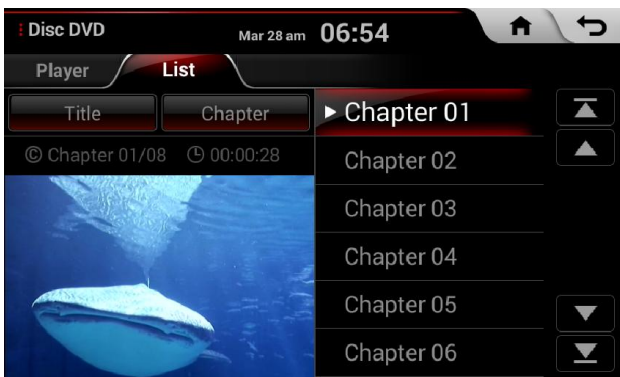 Disc DVD
Mar 28 am 06:54
Player List
Title Chapter
© Chapter 01/08 00:00:28
Chapter 01
Chapter 02
Chapter 03
Chapter 04
Chapter 05
Chapter 06